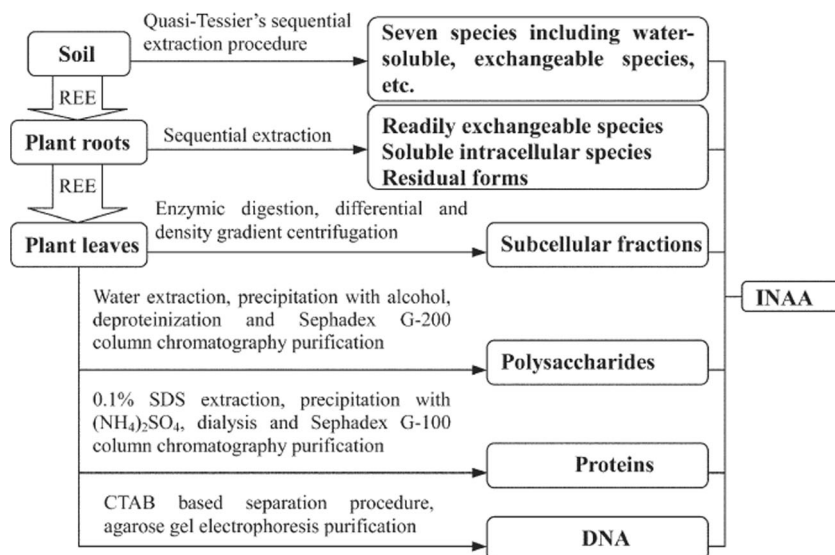 Quasi-Tessier's sequential
extraction procedure
Soil
Seven species including water-
soluble, exchangeable species,
etc.
REE
Plant roots
Sequential extraction
Readily exchangeable species
Soluble intracellular species
Residual forms
REE
Enzymic digestion, differential and
density gradient centrifugation
Plant leaves
Subcellular fractions
INAA
Water extraction, precipitation with alcohol,
deproteinization and Sephadex G-200
column chromatography purification
Polysaccharides
0.1% SDS extraction, precipitation with
(NH₄)₂SO₄, dialysis and Sephadex G-100
column chromatography purification
Proteins
CTAB based separation procedure,
agarose gel electrophoresis purification
DNA